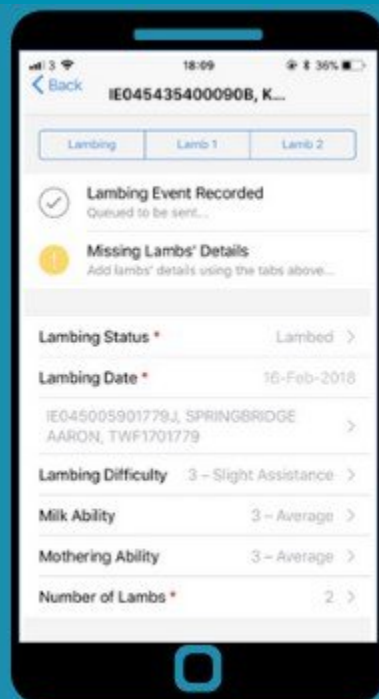 3 18:09 36%
Back
IE045435400090B, K...
Lambing Lamb 1 Lamb 2
Lambing Event Recorded
Queued to be sent...
Missing Lambs' Details
Add lambs' details using the tabs above...
Lambing Status * Lambed
Lambing Date * 16-Feb-2018
IE045005901779J, SPRINGBRIDGE
AARON, TWF1701779
Lambing Difficulty 3 – Slight Assistance
Milk Ability 3 – Average
Mothering Ability 3 – Average
Number of Lambs * 2